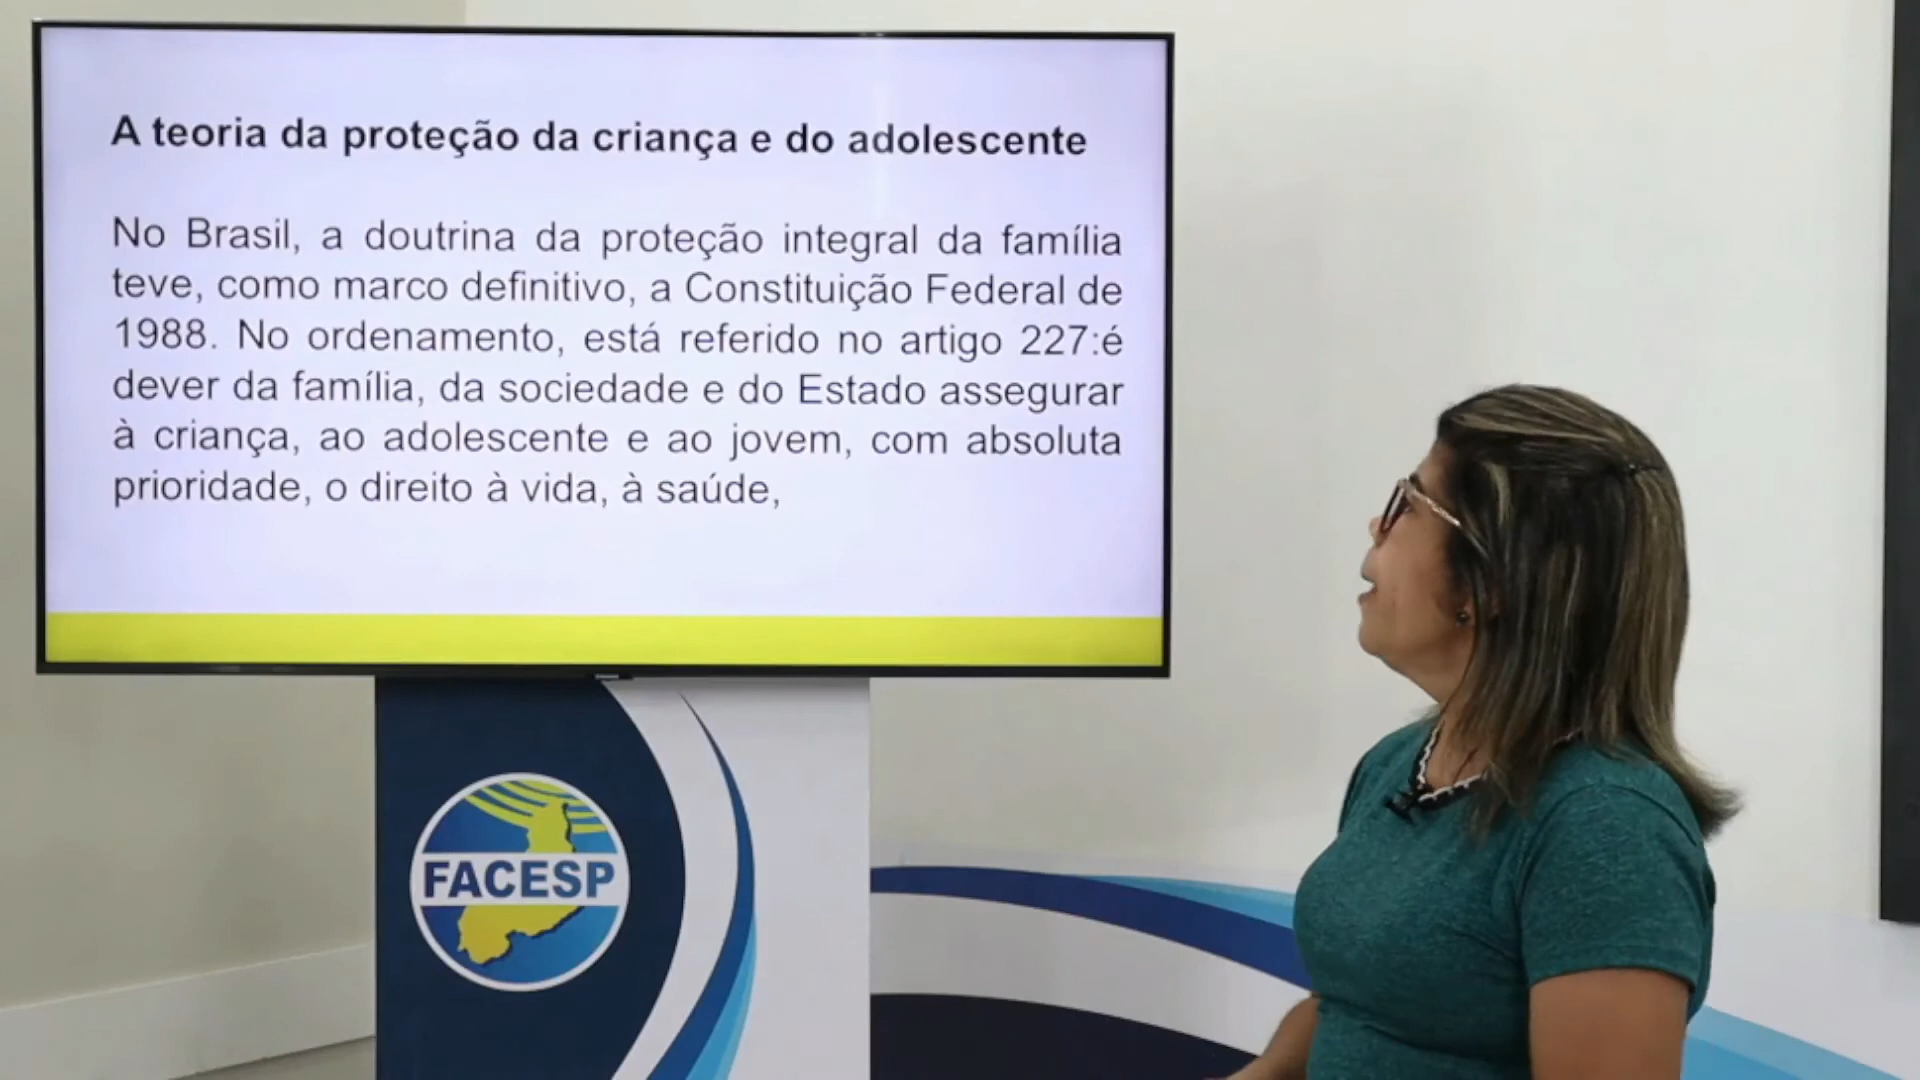 A teoria da proteção da criança e do adolescente
No Brasil, a doutrina da proteção integral da família
teve, como marco definitivo, a Constituição Federal de
1988. No ordenamento, está referido no artigo 227:é
dever da família, da sociedade e do Estado assegurar
à criança, ao adolescente e ao jovem, com absoluta
prioridade, o direito à vida, à saúde,
FACESP